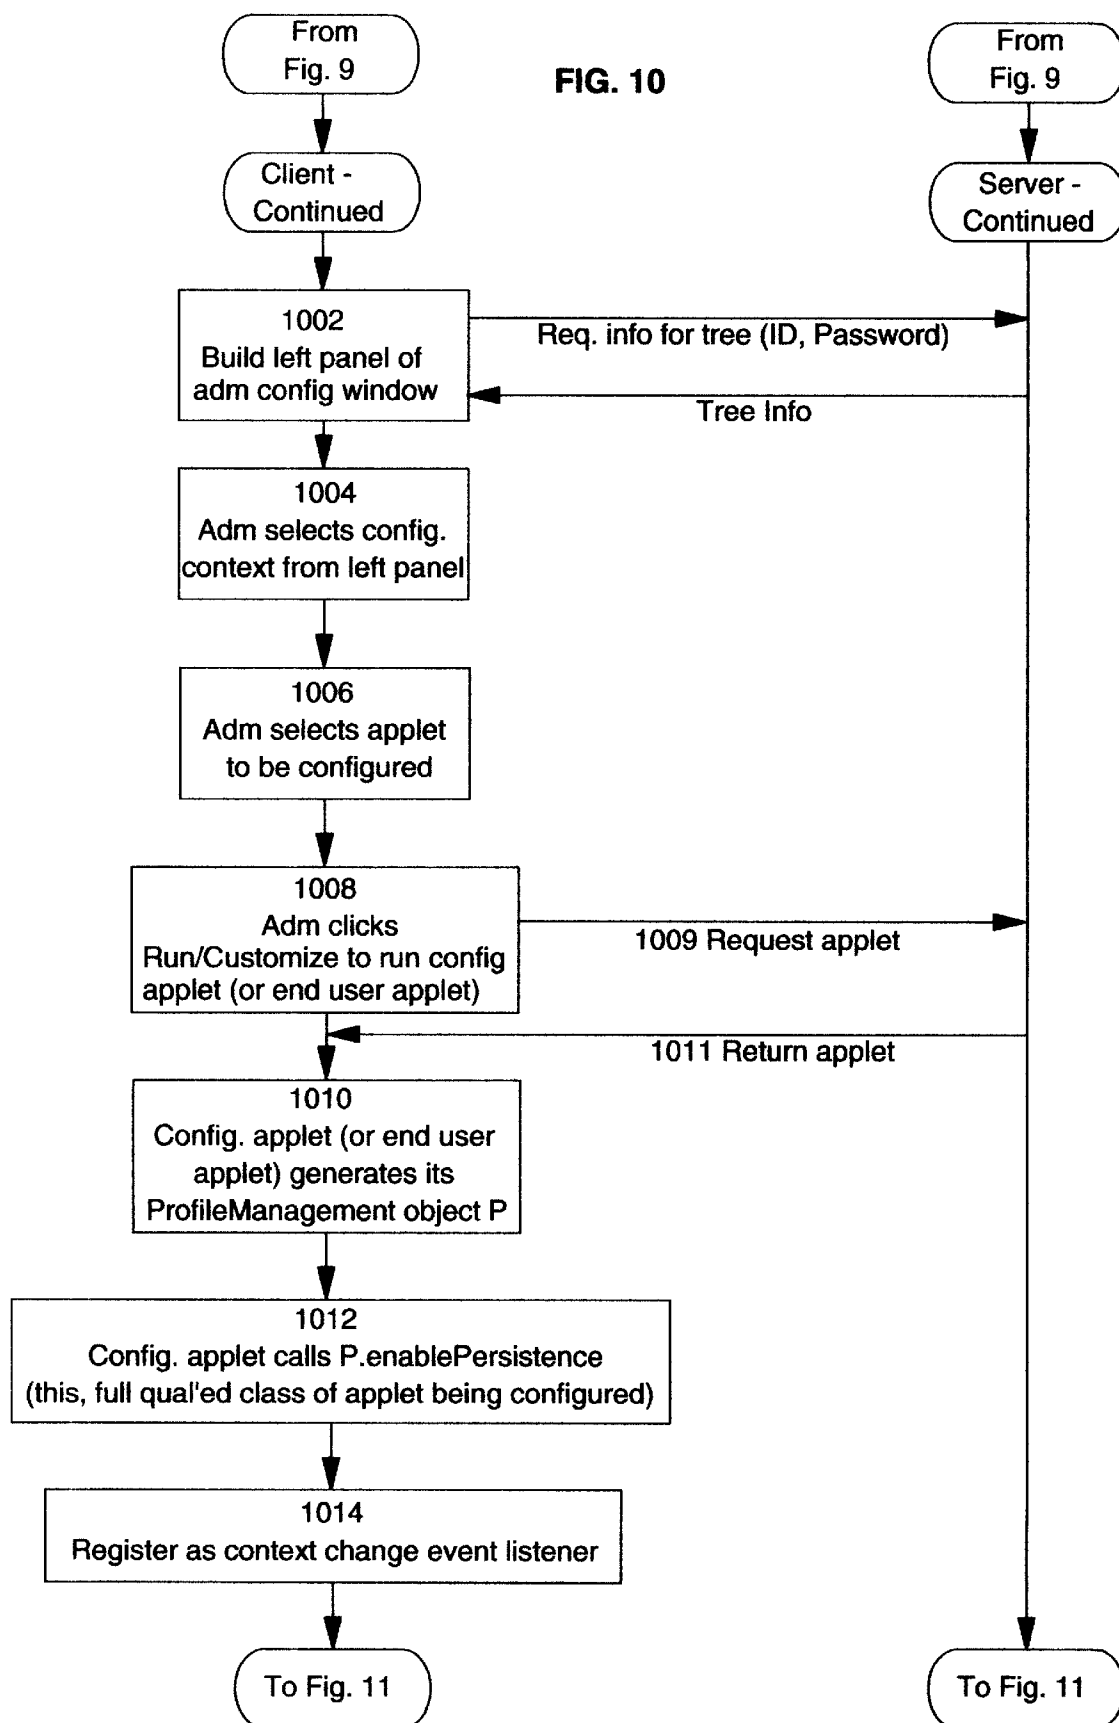 From
Fig. 9
FIG. 10
From
Fig. 9
Client -
Continued
Server -
Continued
1002
Build left panel of
adm config window
Req. info for tree (ID, Password)
Tree Info
1004
Adm selects config.
context from left panel
1006
Adm selects applet
to be configured
1008
Adm clicks
Run/Customize to run config
applet (or end user applet)
1009 Request applet
1011 Return applet
1010
Config. applet (or end user
applet) generates its
ProfileManagement object P
1012
Config. applet calls P.enablePersistence
(this, full qual'ed class of applet being configured)
1014
Register as context change event listener
To Fig. 11
To Fig. 11